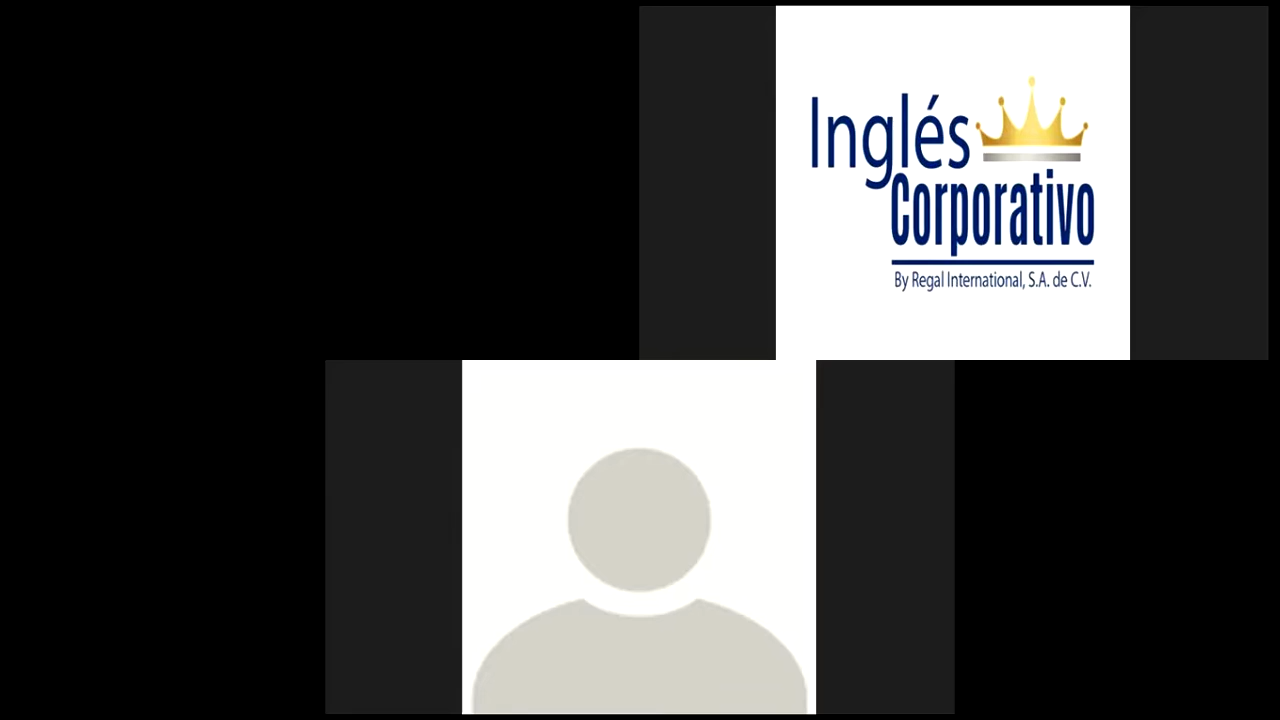 Inglés
Corporativo
By Regal International, S.A. de C.V.